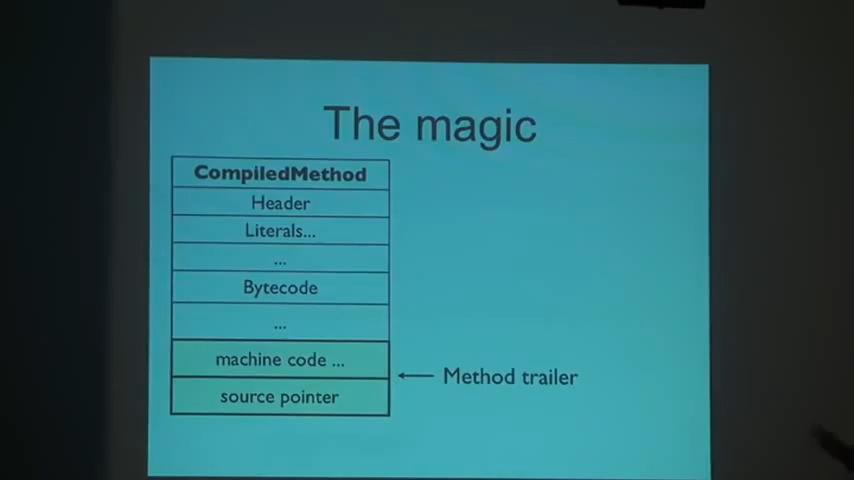 The magic
CompiledMethod
Header
Literals...
...
Bytecode
...
machine code ...
source pointer
Method trailer